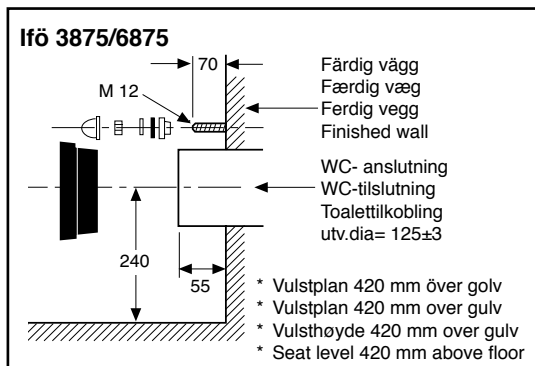 Ifö 3875/6875
70
M 12
Färdig vägg
Færdig væg
Ferdig vegg
Finished wall
WC- anslutning
WC-tilslutning
Toalettilkobling
utv.dia= 125±3
240
55
* Vulstplan 420 mm över golv
* Vulstplan 420 mm over gulv
* Vulsthøyde 420 mm over gulv
* Seat level 420 mm above floor